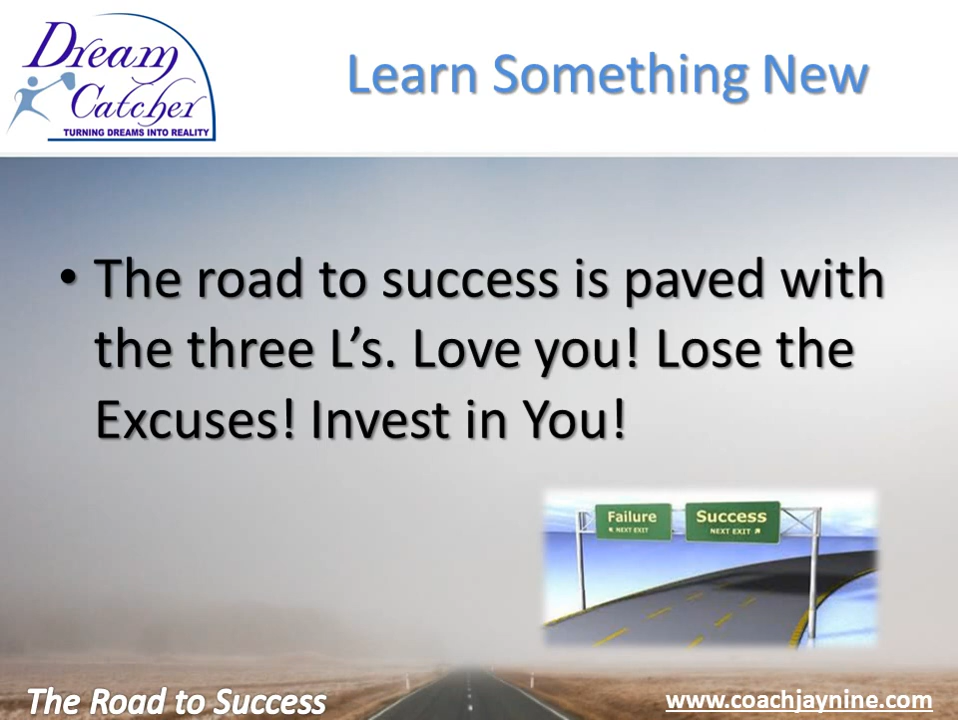 Dream
Catcher
TURNING DREAMS INTO REALITY
Learn Something New
• The road to success is paved with
the three L’s. Love you! Lose the
Excuses! Invest in You!
Failure
NEXT EXIT
Success
NEXT EXIT
The Road to Success
www.coachjaynine.com